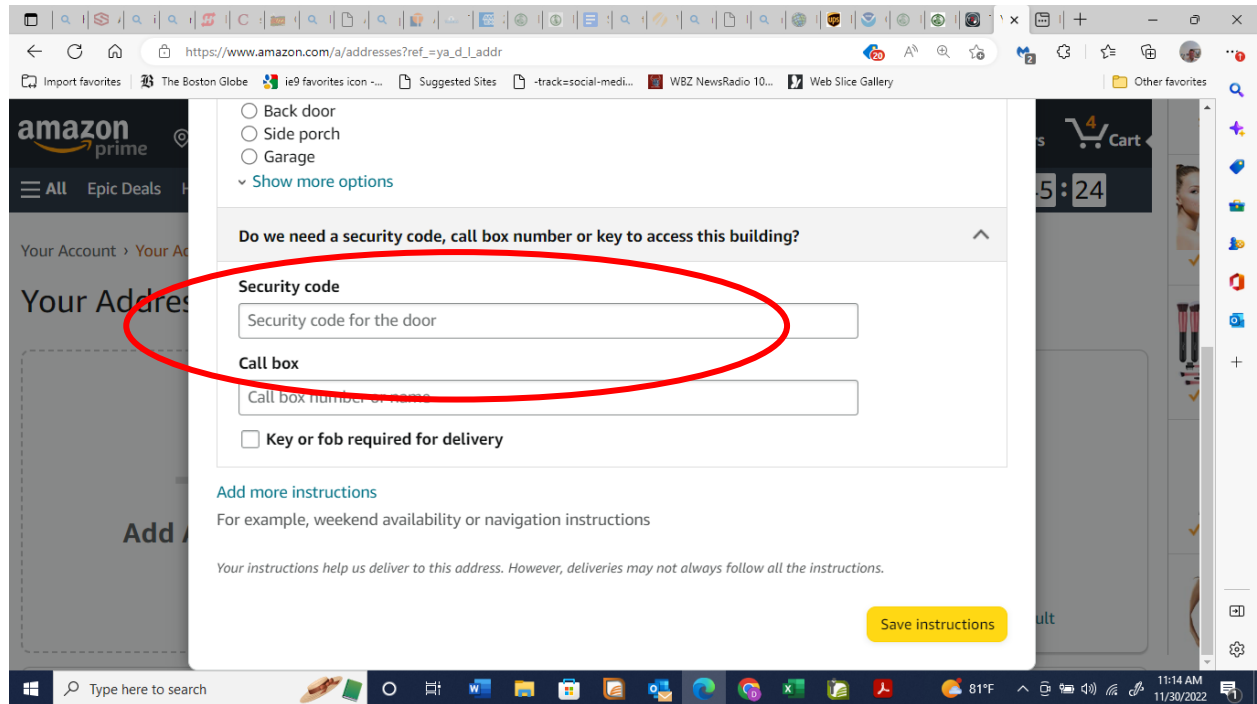 https://www.amazon.com/a/addresses?ref_=ya_d_l_addr
20
2
Import favorites
The Boston Globe
ie9 favorites icon -...
Suggested Sites
-track=social-medi...
WBZ NewsRadio 10...
Web Slice Gallery
Other favorites
amazon
prime
4
Cart
All
Epic Deals
5 : 24
Back door
Side porch
Garage
Show more options
Your Account › Your Ad
Your Addres
Do we need a security code, call box number or key to access this building?
Security code
Security code for the door
Call box
Call box number or name
Key or fob required for delivery
Add more instructions
For example, weekend availability or navigation instructions
Add
Your instructions help us deliver to this address. However, deliveries may not always follow all the instructions.
Save instructions
ult
Type here to search
81°F
11:14 AM
11/30/2022